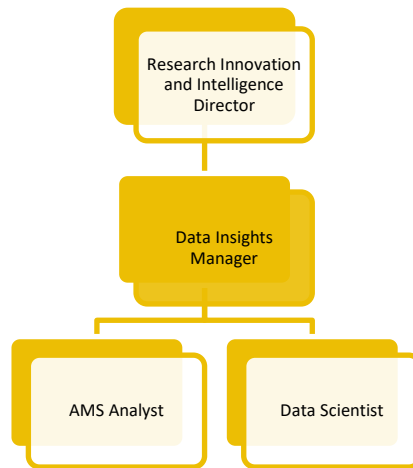 Research Innovation
and Intelligence
Director
Data Insights
Manager
AMS Analyst
Data Scientist